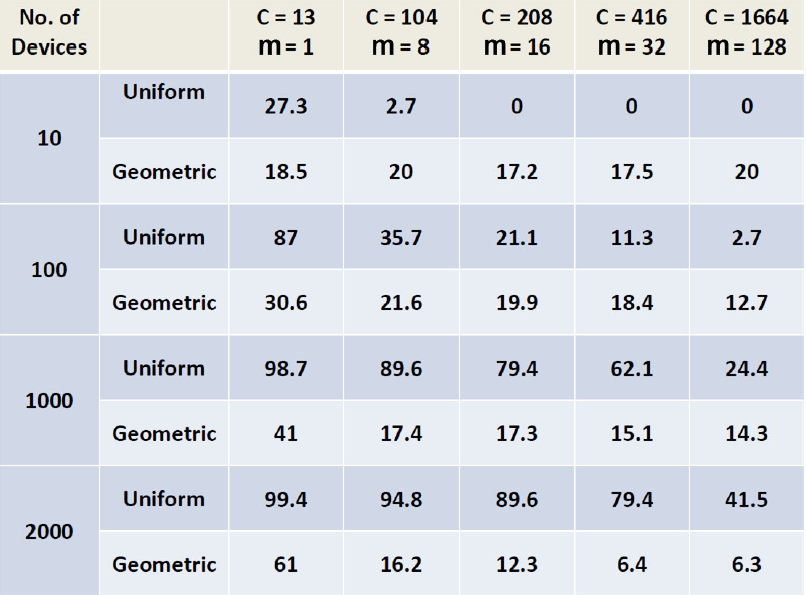 No. of Devices C = 13 m = 1 C = 104 m = 8 C = 208 m = 16 C = 416 m = 32 C = 1664 m = 128
10 Uniform 27.3 2.7 0 0 0
Geometric 18.5 20 17.2 17.5 20
100 Uniform 87 35.7 21.1 11.3 2.7
Geometric 30.6 21.6 19.9 18.4 12.7
1000 Uniform 98.7 89.6 79.4 62.1 24.4
Geometric 41 17.4 17.3 15.1 14.3
2000 Uniform 99.4 94.8 89.6 79.4 41.5
Geometric 61 16.2 12.3 6.4 6.3